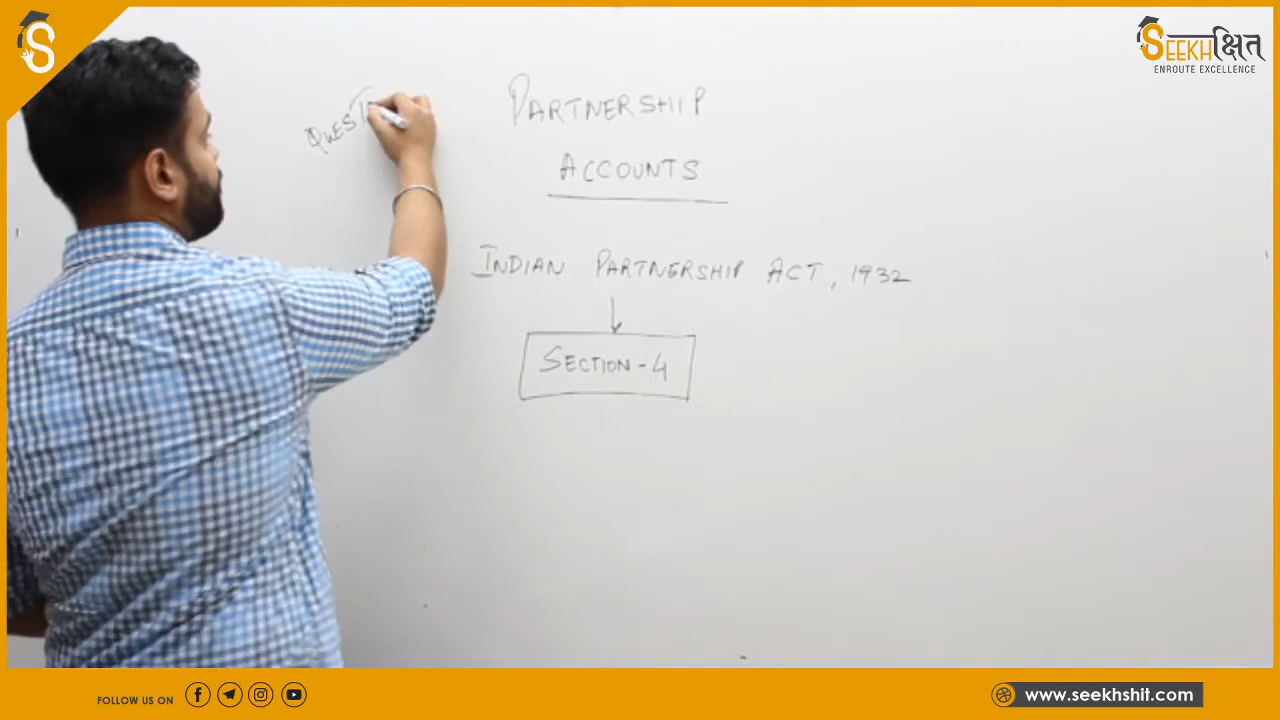 S
SEEKHक्षित
ENROUTE EXCELLENCE
PARTNERSHIP
ACCOUNTS
INDIAN PARTNERSHIP ACT, 1932
SECTION-4
FOLLOW US ON
www.seekhshit.com